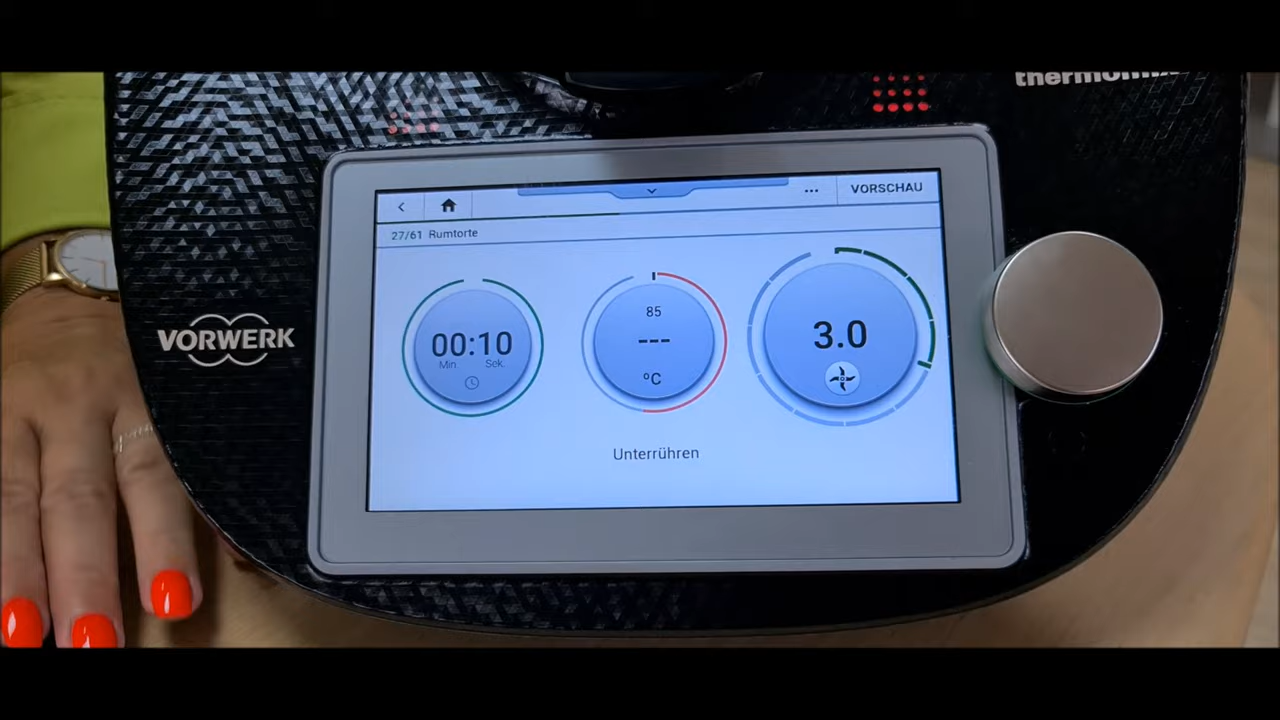 thermomix
VORWERK
... VORSCHAU
27/61 Rumtorte
00:10
Min. Sek.
85
---
°C
3.0
Unterrühren